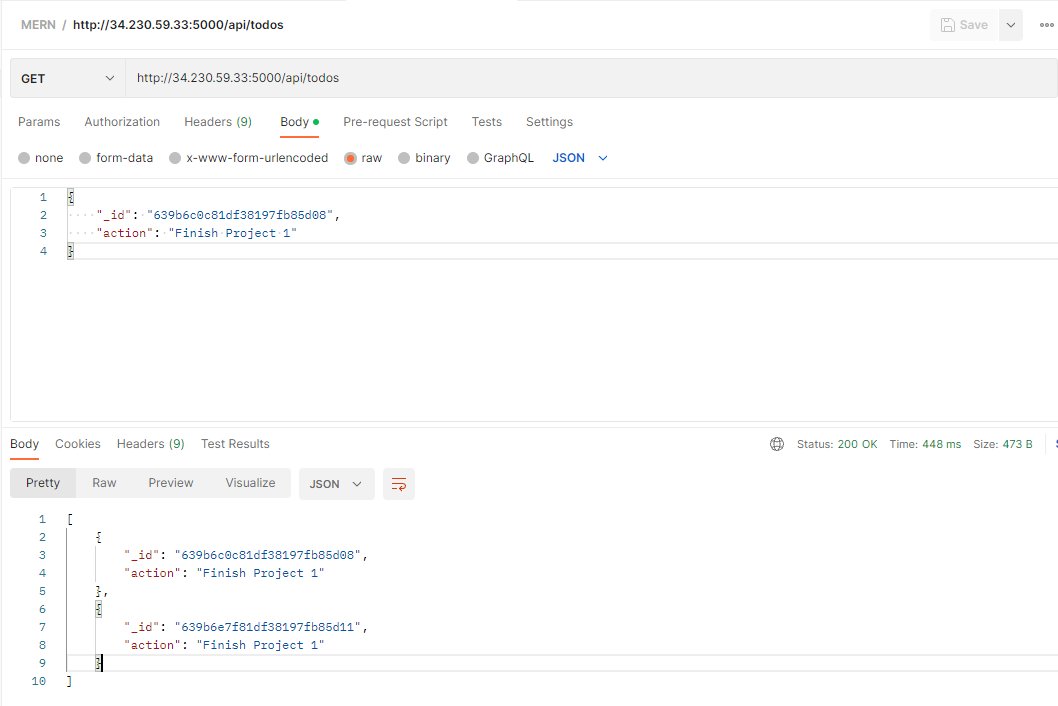 MERN / http://34.230.59.33:5000/api/todos Save
GET http://34.230.59.33:5000/api/todos
Params Authorization Headers (9) Body Pre-request Script Tests Settings
none form-data x-www-form-urlencoded raw binary GraphQL JSON
1 {
2 "_id": "639b6c0c81df38197fb85d08",
3 "action": "Finish Project 1"
4 }
Body Cookies Headers (9) Test Results Status: 200 OK Time: 448 ms Size: 473 B
Pretty Raw Preview Visualize JSON
1 [
2 {
3 "_id": "639b6c0c81df38197fb85d08",
4 "action": "Finish Project 1"
5 },
6 {
7 "_id": "639b6e7f81df38197fb85d11",
8 "action": "Finish Project 1"
9 }
10 ]